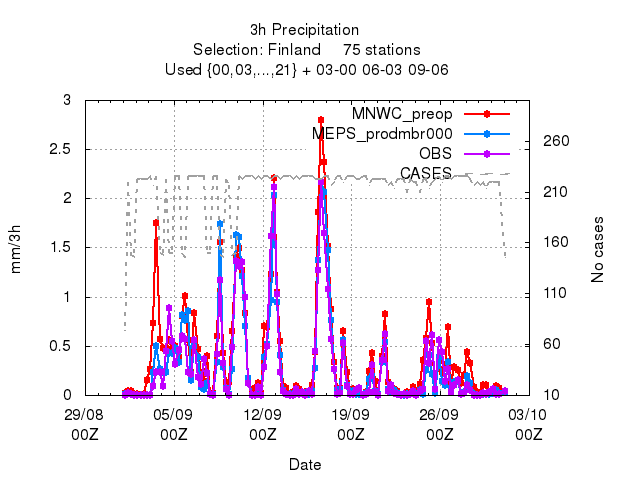 3h Precipitation
Selection: Finland 75 stations
Used {00,03,...,21} + 03-00 06-03 09-06
MNWC_preop
MEPS_prodmbr000
OBS
CASES
3
2.5
2
1.5
1
0.5
0
260
210
160
110
60
10
mm/3h
No cases
29/08 05/09 12/09 19/09 26/09 03/10
00Z 00Z 00Z 00Z 00Z 00Z
Date